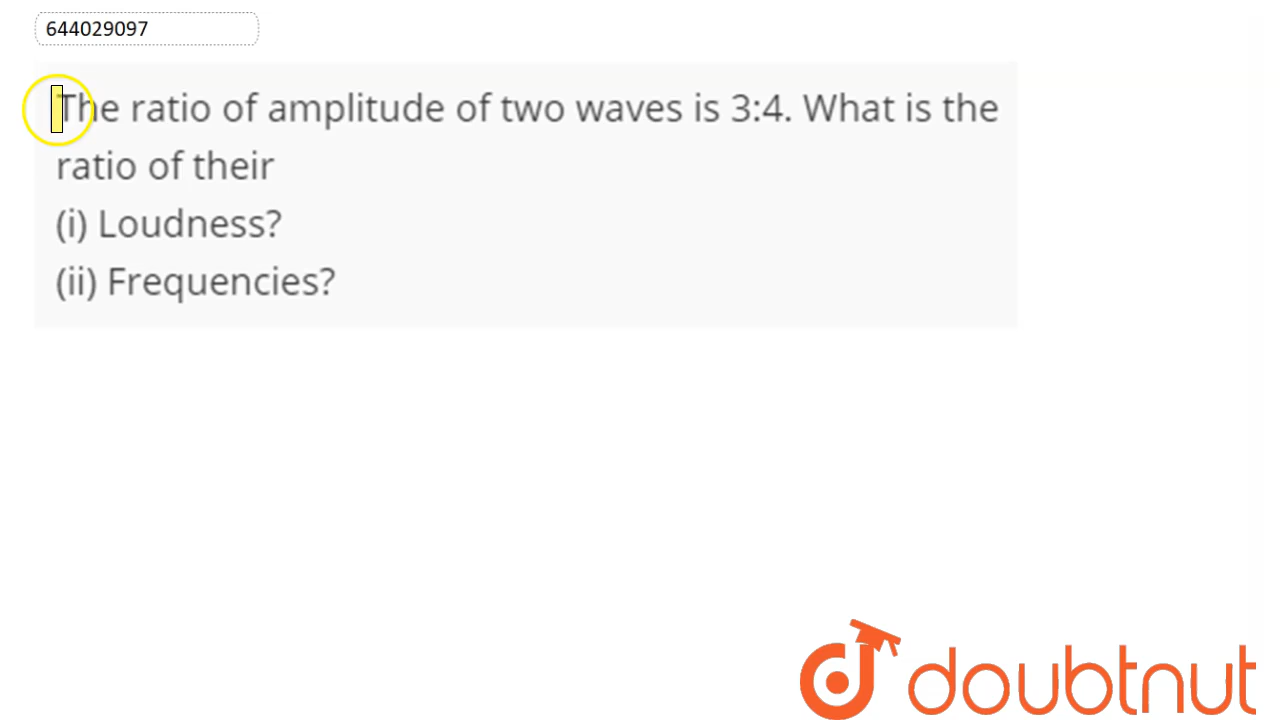 644029097
The ratio of amplitude of two waves is 3:4. What is the
ratio of their
(i) Loudness?
(ii) Frequencies?
doubtnut